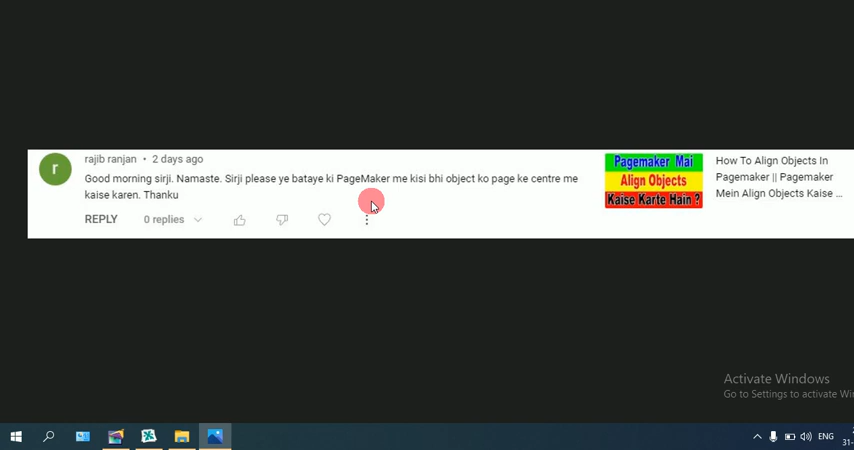 r
rajib ranjan • 2 days ago
Good morning sirji. Namaste. Sirji please ye bataye ki PageMaker me kisi bhi object ko page ke centre me
kaise karen. Thanku
REPLY 0 replies
Pagemaker Mai
Align Objects
Kaise Karte Hain ?
How To Align Objects In
Pagemaker || Pagemaker
Mein Align Objects Kaise ...
Activate Windows
Go to Settings to activate
ENG
31-